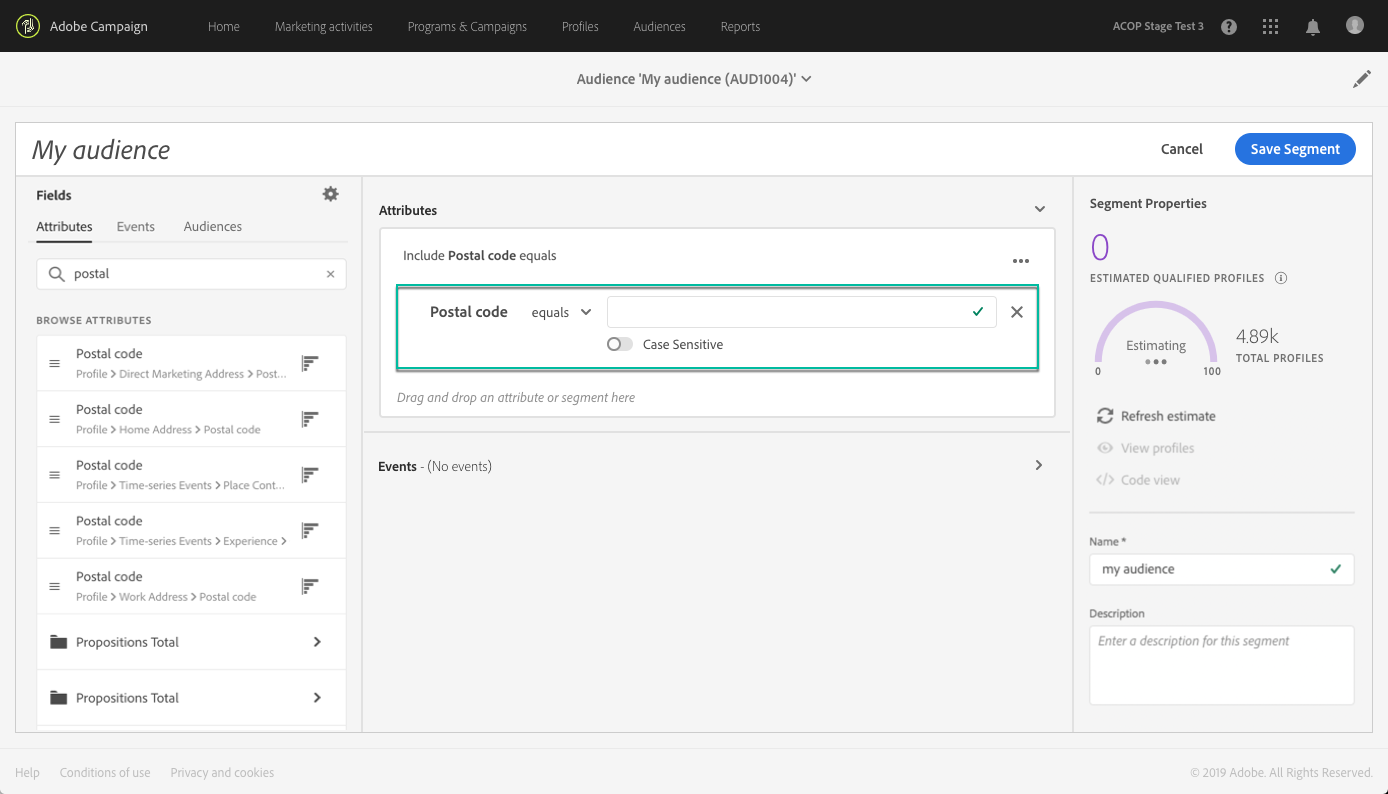 Adobe Campaign
Home
Marketing activities
Programs & Campaigns
Profiles
Audiences
Reports
ACOP Stage Test 3
Audience 'My audience (AUD1004)'
My audience
Cancel
Save Segment
Fields
Attributes
Events
Audiences
postal
BROWSE ATTRIBUTES
Postal code
Profile > Direct Marketing Address > Post...
Postal code
Profile > Home Address > Postal code
Postal code
Profile > Time-series Events > Place Cont...
Postal code
Profile > Time-series Events > Experience >
Postal code
Profile > Work Address > Postal code
Propositions Total
Propositions Total
Attributes
Include Postal code equals
Postal code
equals
Case Sensitive
Drag and drop an attribute or segment here
Events - (No events)
Segment Properties
0
ESTIMATED QUALIFIED PROFILES
Estimating
0
100
4.89k
TOTAL PROFILES
Refresh estimate
View profiles
</> Code view
Name *
my audience
Description
Enter a description for this segment
Help
Conditions of use
Privacy and cookies
© 2019 Adobe. All Rights Reserved.